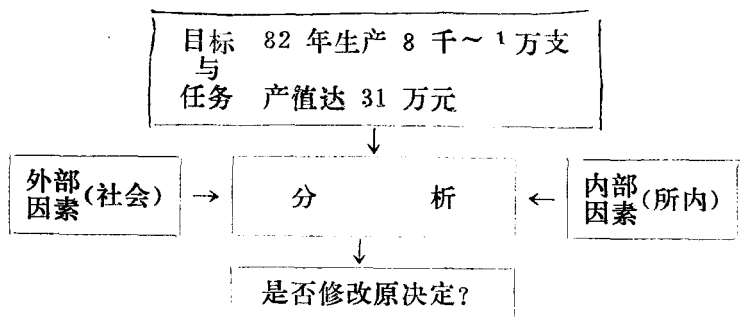 目标 82 年生产 8 千~1 万支
与
任务 产值达 31 万元
外部
因素(社会)
→ 分 析 ←
内部
因素(所内)
是否修改原决定?